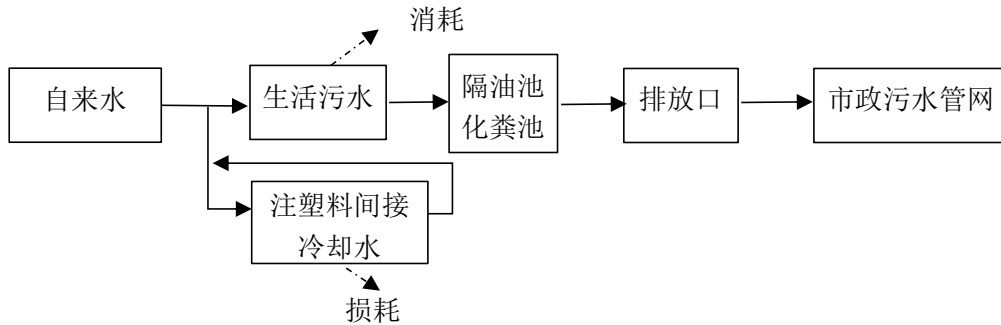 消耗
自来水
生活污水
隔油池
化粪池
排放口
市政污水管网
注塑料间接
冷却水
损耗